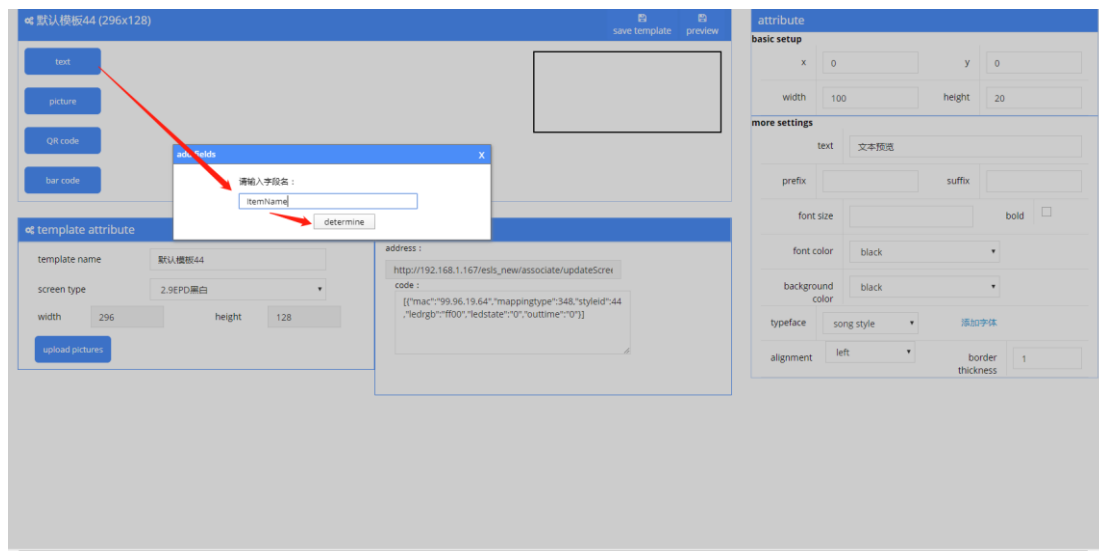 默认模板44 (296x128)
save template
preview
text
picture
QR code
bar code
add fields
X
请输入字段名：
ItemName
determine
template attribute
template name
默认模板44
screen type
2.9EPD黑白
width
296
height
128
upload pictures
address：
http://192.168.1.167/esls_new/associate/updateScree
code：
[{"mac":"99.96.19.64","mappingtype":348,"styleid":44
,"ledrgb":"ff00","ledstate":"0","outtime":"0"}]
attribute
basic setup
x
0
y
0
width
100
height
20
more settings
text
文本预览
prefix
suffix
font size
bold
font color
black
background
color
black
typeface
song style
添加字体
alignment
left
border
thickness
1